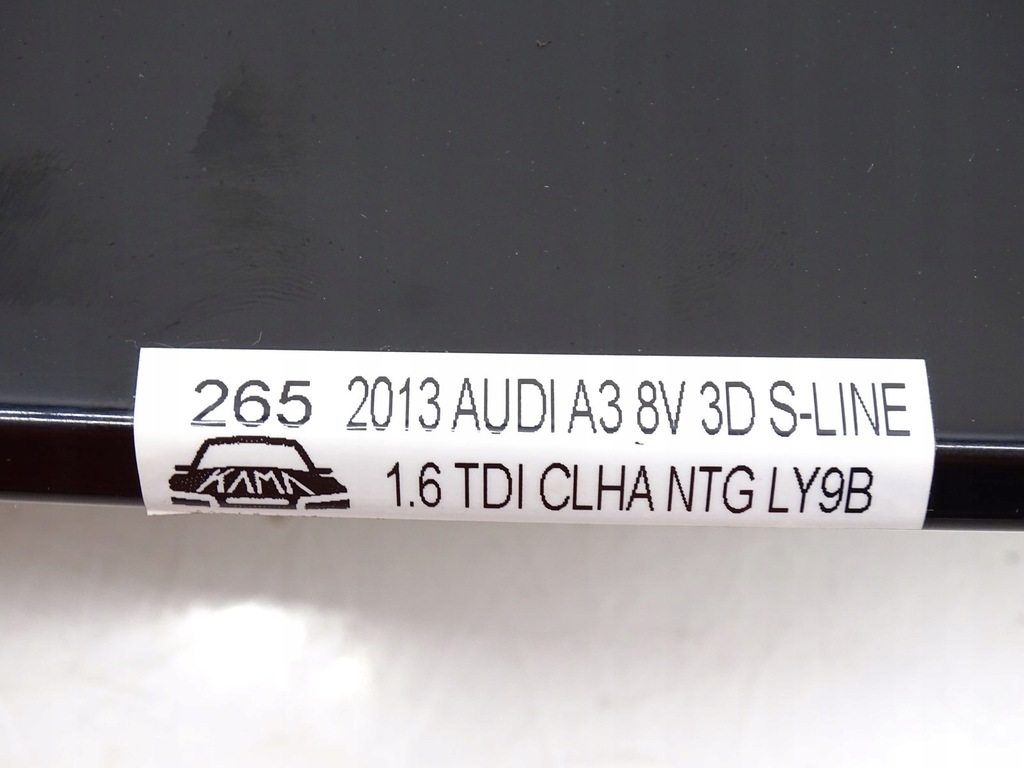 265 2013 AUDI A3 8V 3D S-LINE
KAMA 1.6 TDI CLHA NTG LY9B